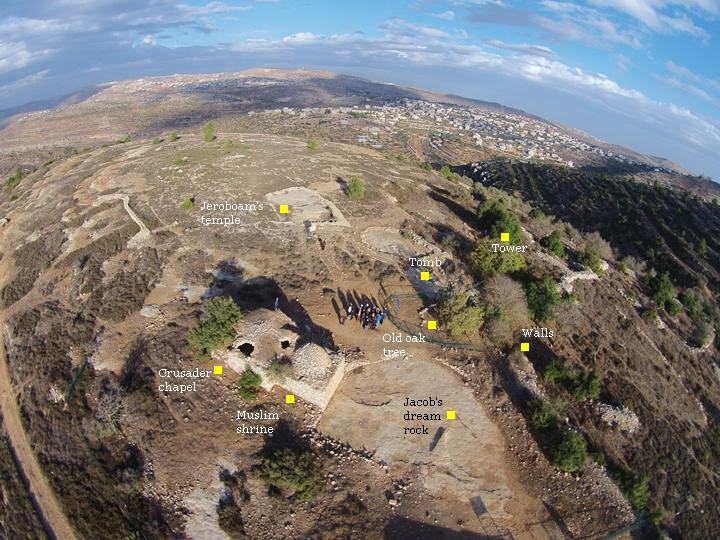 Jeroboam's
temple
Tower
Tomb
Old oak
tree
Walls
Crusader
chapel
Muslim
shrine
Jacob's
dream
rock